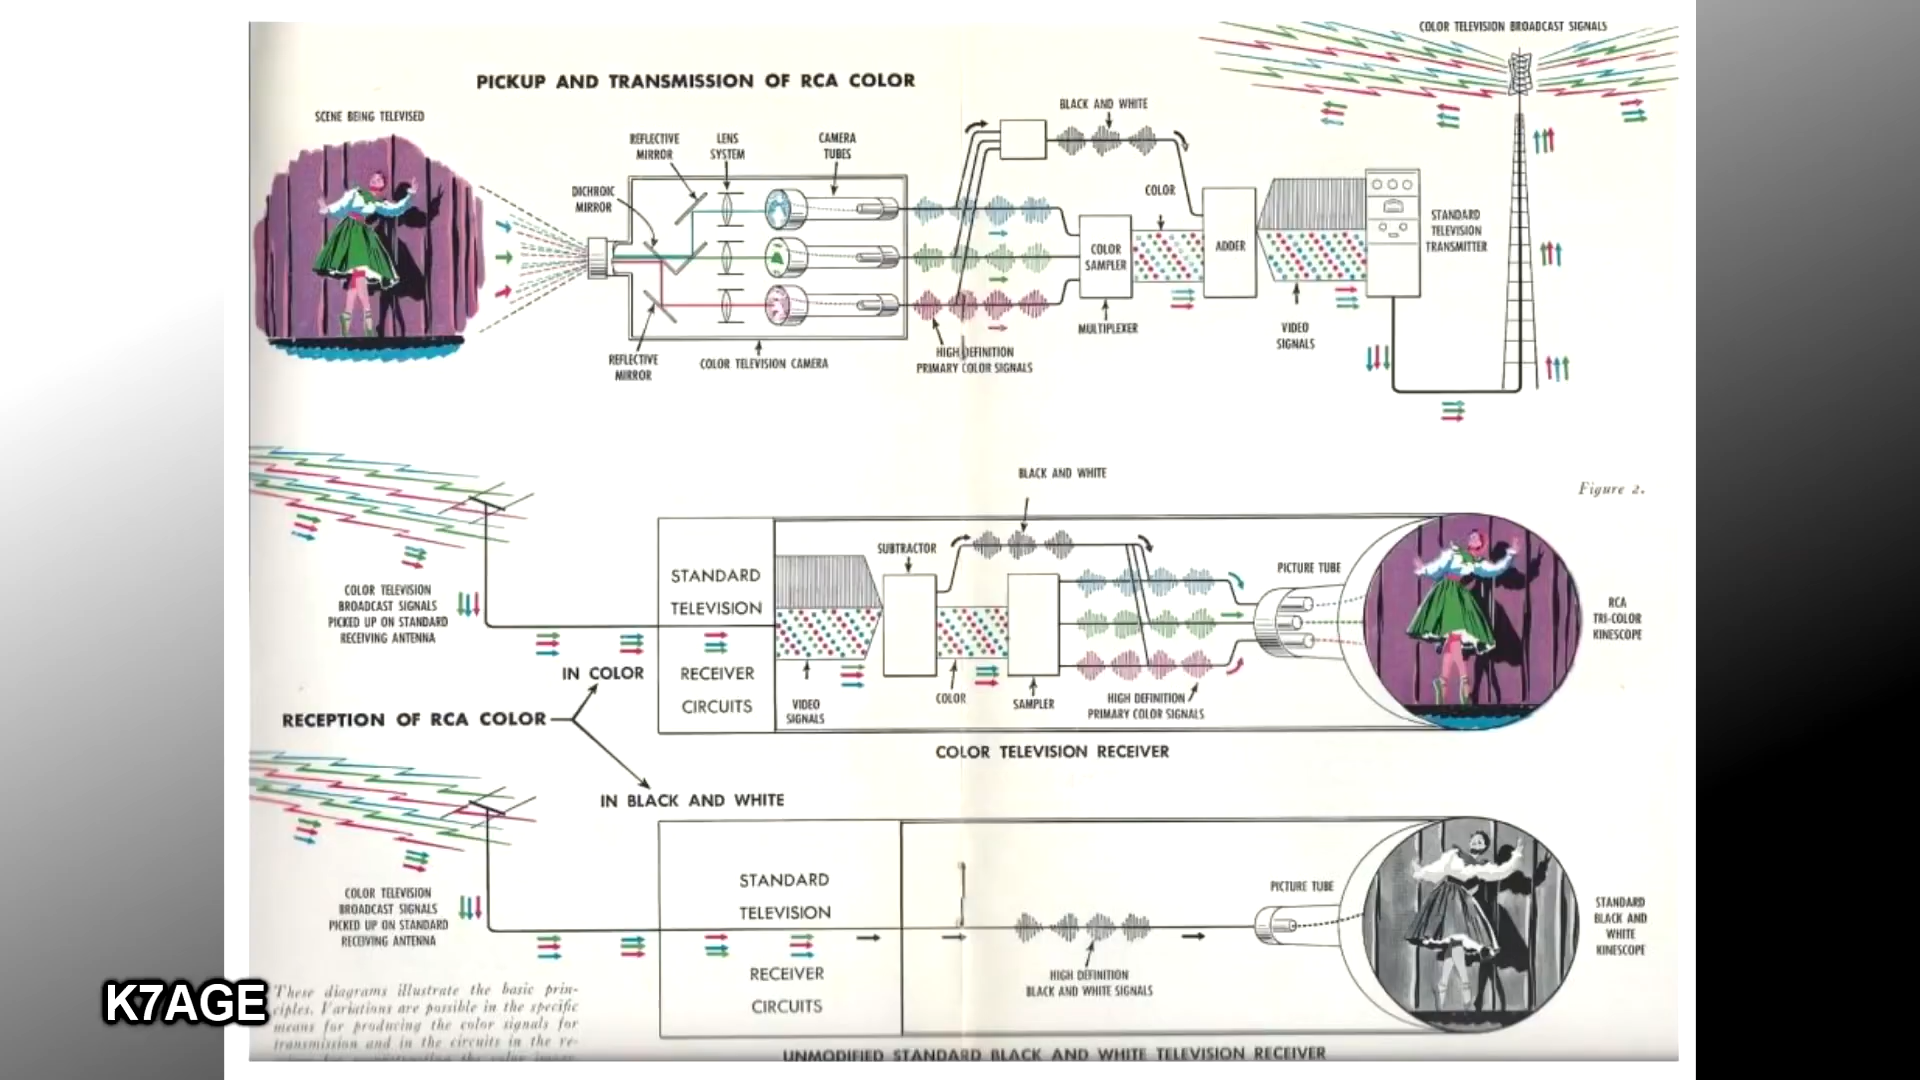 COLOR TELEVISION BROADCAST SIGNALS
PICKUP AND TRANSMISSION OF RCA COLOR
SCENE BEING TELEVISED
REFLECTIVE
MIRROR
LENS
SYSTEM
CAMERA
TUBES
BLACK AND WHITE
DICHROIC
MIRROR
COLOR
STANDARD
TELEVISION
TRANSMITTER
COLOR
SAMPLER
ADDER
MULTIPLEXER
VIDEO
SIGNALS
REFLECTIVE
MIRROR
COLOR TELEVISION CAMERA
HIGH DEFINITION
PRIMARY COLOR SIGNALS
BLACK AND WHITE
Figure 2.
SUBTRACTOR
PICTURE TUBE
STANDARD
TELEVISION
RECEIVER
CIRCUITS
COLOR TELEVISION
BROADCAST SIGNALS
PICKED UP ON STANDARD
RECEIVING ANTENNA
RCA
TRI-COLOR
KINESCOPE
IN COLOR
VIDEO
SIGNALS
COLOR
SAMPLER
HIGH DEFINITION
PRIMARY COLOR SIGNALS
RECEPTION OF RCA COLOR
COLOR TELEVISION RECEIVER
IN BLACK AND WHITE
STANDARD
TELEVISION
RECEIVER
CIRCUITS
PICTURE TUBE
COLOR TELEVISION
BROADCAST SIGNALS
PICKED UP ON STANDARD
RECEIVING ANTENNA
STANDARD
BLACK AND
WHITE
KINESCOPE
HIGH DEFINITION
BLACK AND WHITE SIGNALS
K7AGE
These diagrams illustrate the basic prin-
ciples. Variations are possible in the specific
means for producing the color signals for
transmission and in the circuits in the re-
UNMODIFIED STANDARD BLACK AND WHITE TELEVISION RECEIVER